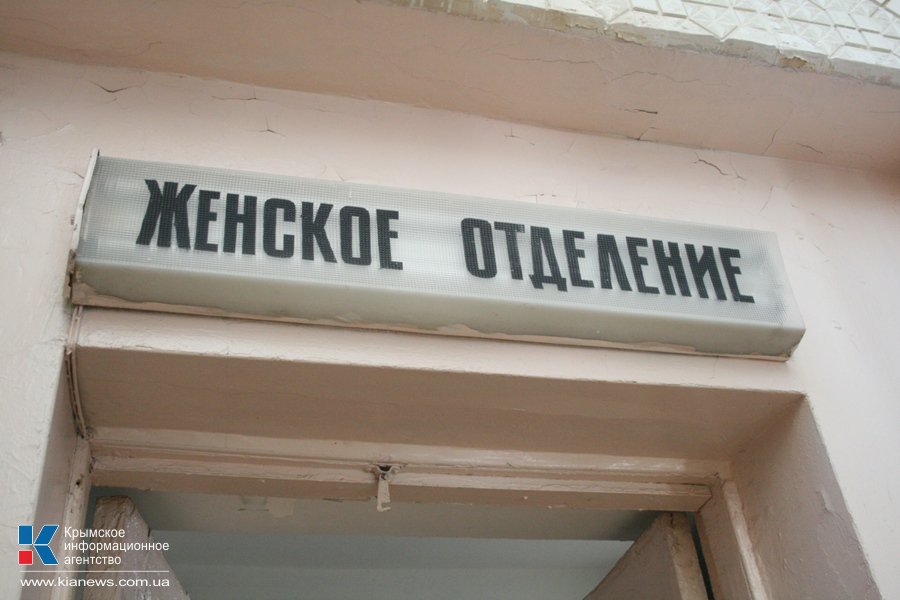 ЖЕНСКОЕ ОТДЕЛЕНИЕ
Крымское
информационное
агентство
www.kianews.com.ua